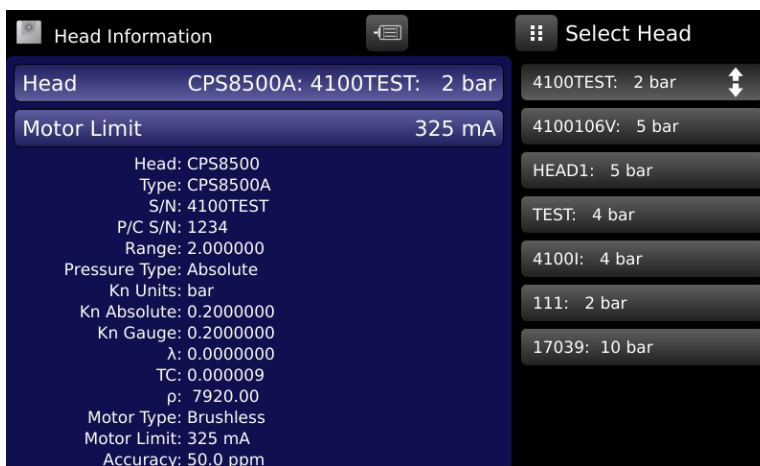 Head Information
Head CPS8500A: 4100TEST: 2 bar
Motor Limit 325 mA
Head: CPS8500
Type: CPS8500A
S/N: 4100TEST
P/C S/N: 1234
Range: 2.000000
Pressure Type: Absolute
Kn Units: bar
Kn Absolute: 0.2000000
Kn Gauge: 0.2000000
λ: 0.0000000
TC: 0.000009
ρ: 7920.00
Motor Type: Brushless
Motor Limit: 325 mA
Accuracy: 50.0 ppm
Select Head
4100TEST: 2 bar
4100106V: 5 bar
HEAD1: 5 bar
TEST: 4 bar
4100I: 4 bar
111: 2 bar
17039: 10 bar